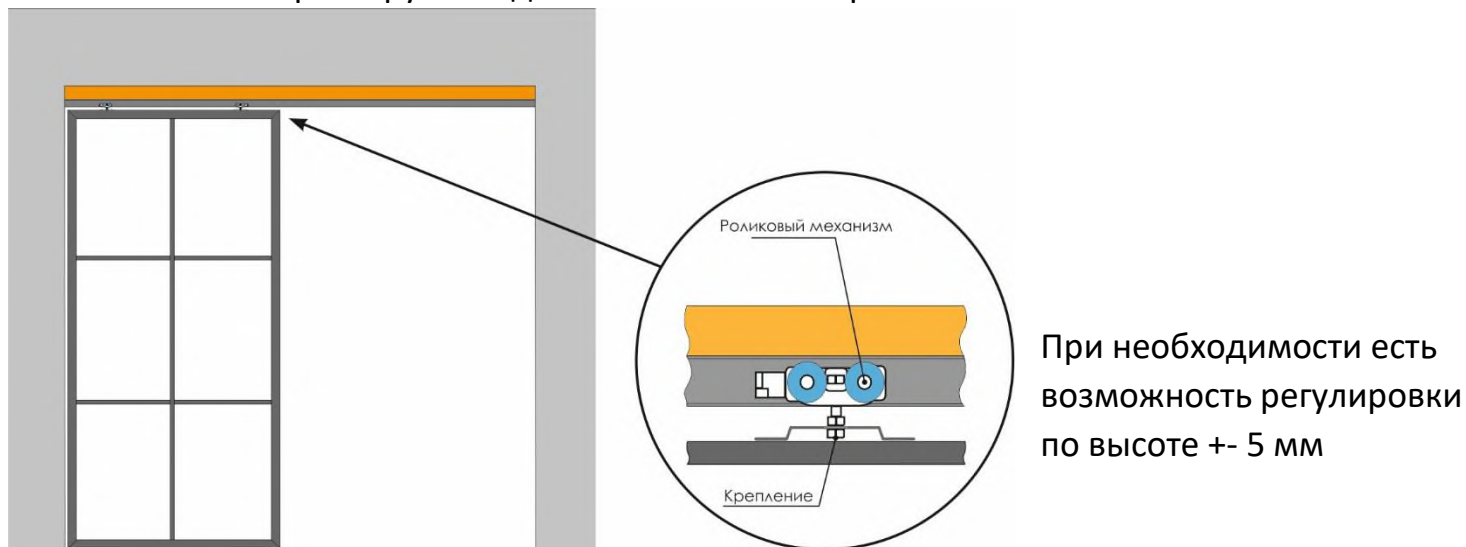 Роликовый механизм
При необходимости есть
возможность регулировки
по высоте +- 5 мм
Крепление